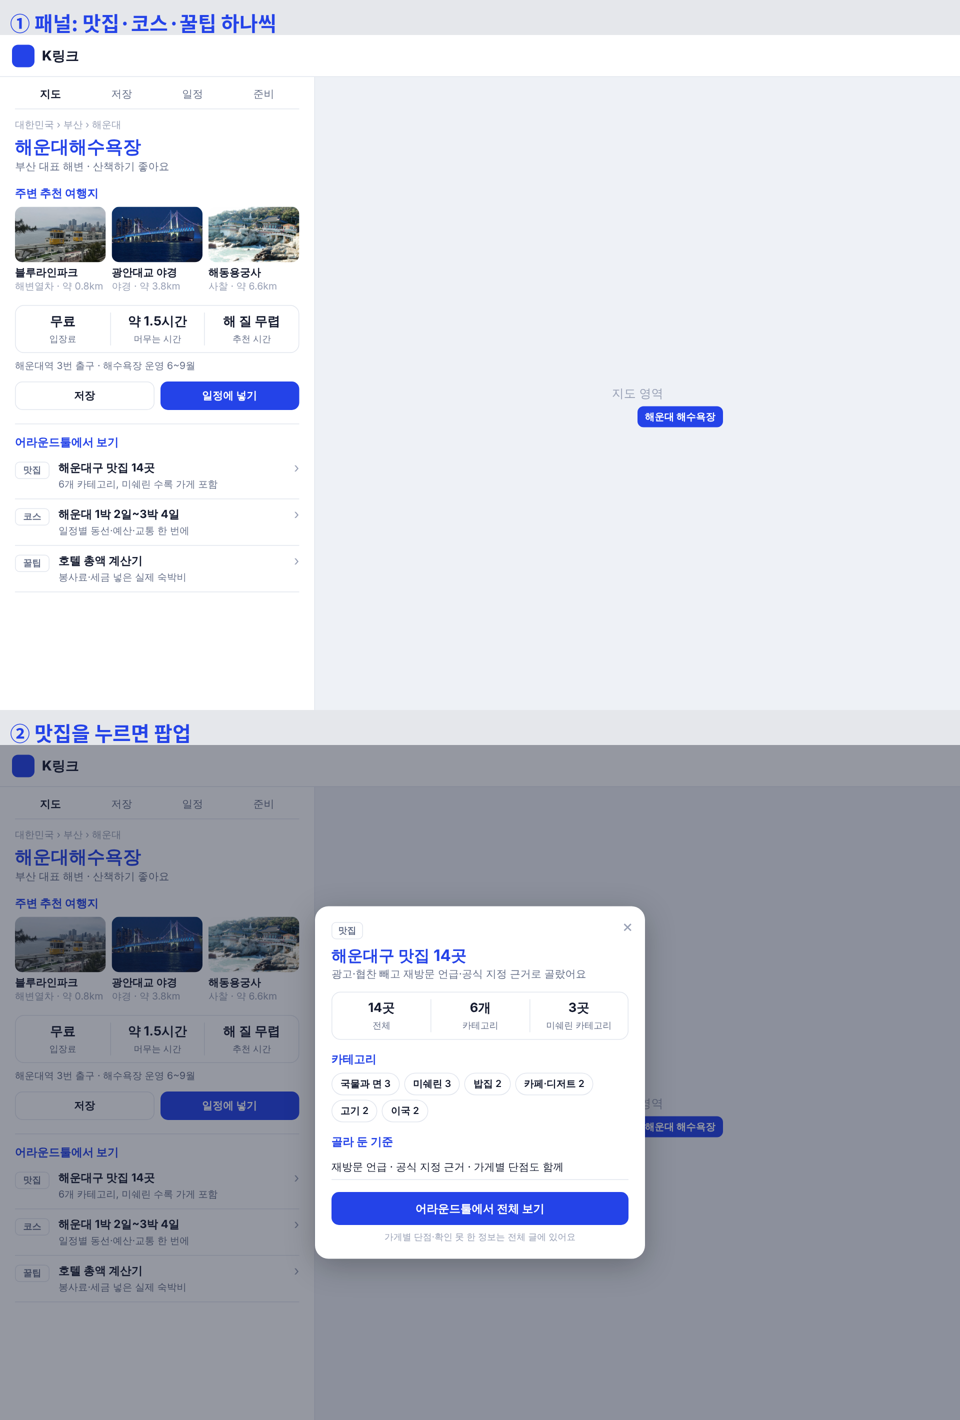 ① 패널: 맛집·코스·꿀팁 하나씩
K링크
지도 저장 일정 준비
대한민국 › 부산 › 해운대
해운대해수욕장
부산 대표 해변 · 산책하기 좋아요
주변 추천 여행지
블루라인파크 광안대교 야경 해동용궁사
해변열차 · 약 0.8km 야경 · 약 3.8km 사찰 · 약 6.6km
무료 약 1.5시간 해 질 무렵
입장료 머무는 시간 추천 시간
해운대역 3번 출구 · 해수욕장 운영 6~9월
저장 일정에 넣기
어라운드툴에서 보기
맛집 해운대구 맛집 14곳 ›
6개 카테고리, 미쉐린 수록 가게 포함
코스 해운대 1박 2일~3박 4일 ›
일정별 동선·예산·교통 한 번에
꿀팁 호텔 총액 계산기 ›
봉사료·세금 넣은 실제 숙박비
지도 영역
해운대 해수욕장
② 맛집을 누르면 팝업
K링크
지도 저장 일정 준비
대한민국 › 부산 › 해운대
해운대해수욕장
부산 대표 해변 · 산책하기 좋아요
주변 추천 여행지
블루라인파크 광안대교 야경 해동용궁사
해변열차 · 약 0.8km 야경 · 약 3.8km 사찰 · 약 6.6km
무료 약 1.5시간 해 질 무렵
입장료 머무는 시간 추천 시간
해운대역 3번 출구 · 해수욕장 운영 6~9월
저장 일정에 넣기
어라운드툴에서 보기
맛집 해운대구 맛집 14곳 ›
6개 카테고리, 미쉐린 수록 가게 포함
코스 해운대 1박 2일~3박 4일 ›
일정별 동선·예산·교통 한 번에
꿀팁 호텔 총액 계산기 ›
봉사료·세금 넣은 실제 숙박비
맛집 ×
해운대구 맛집 14곳
광고·협찬 빼고 재방문 언급·공식 지정 근거로 골랐어요
14곳 6개 3곳
전체 카테고리 미쉐린 카테고리
카테고리
국물과 면 3 미쉐린 3 밥집 2 카페·디저트 2
고기 2 이국 2
골라 둔 기준
재방문 언급 · 공식 지정 근거 · 가게별 단점도 함께
어라운드툴에서 전체 보기
가게별 단점·확인 못 한 정보는 전체 글에 있어요
영역
해운대 해수욕장